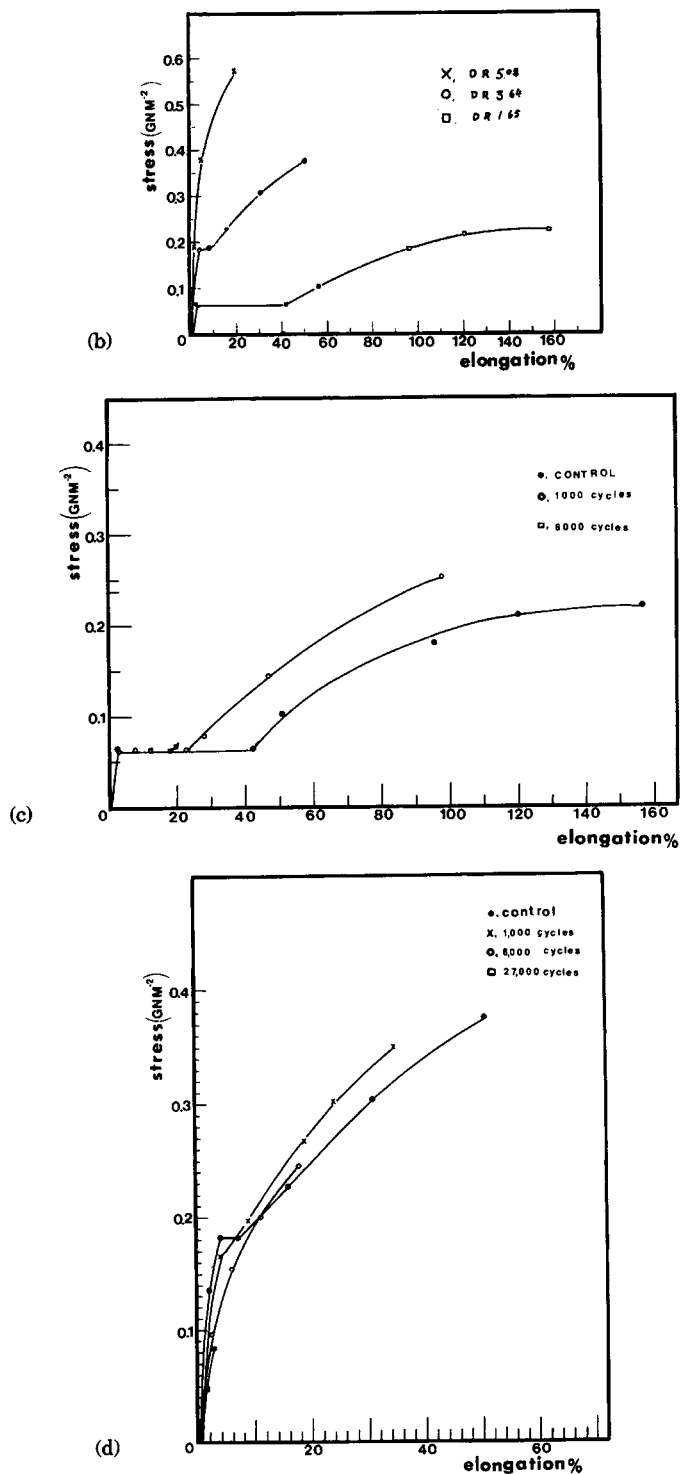 0.6
0.5
0.4
0.3
0.2
0.1
stress(GNM-2)
X, DR 5.08
O, DR 3 64
□, DR 1 65
0 20 40 60 80 100 120 140 160
elongation%
(b)
0.4
0.3
0.2
0.1
stress(GNM-2)
•, CONTROL
O, 1000 cycles
□, 8000 cycles
0 20 40 60 80 100 120 140 160
elongation%
(c)
0.4
0.3
0.2
0.1
stress(GNM-2)
•, control
x, 1,000 cycles
O, 8,000 cycles
□ 27,000 cycles
0 20 40 60
elongation%
(d)